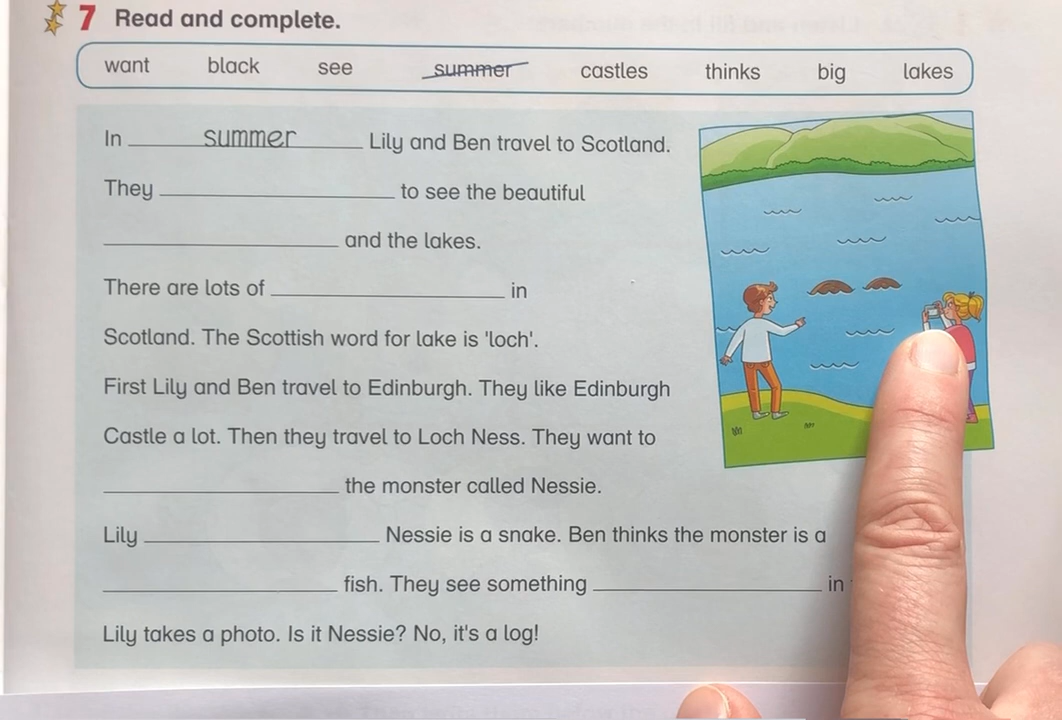 7 Read and complete.
want black see summer castles thinks big lakes
In summer Lily and Ben travel to Scotland.
They to see the beautiful
and the lakes.
There are lots of in
Scotland. The Scottish word for lake is 'loch'.
First Lily and Ben travel to Edinburgh. They like Edinburgh
Castle a lot. Then they travel to Loch Ness. They want to
the monster called Nessie.
Lily Nessie is a snake. Ben thinks the monster is a
fish. They see something in
Lily takes a photo. Is it Nessie? No, it's a log!